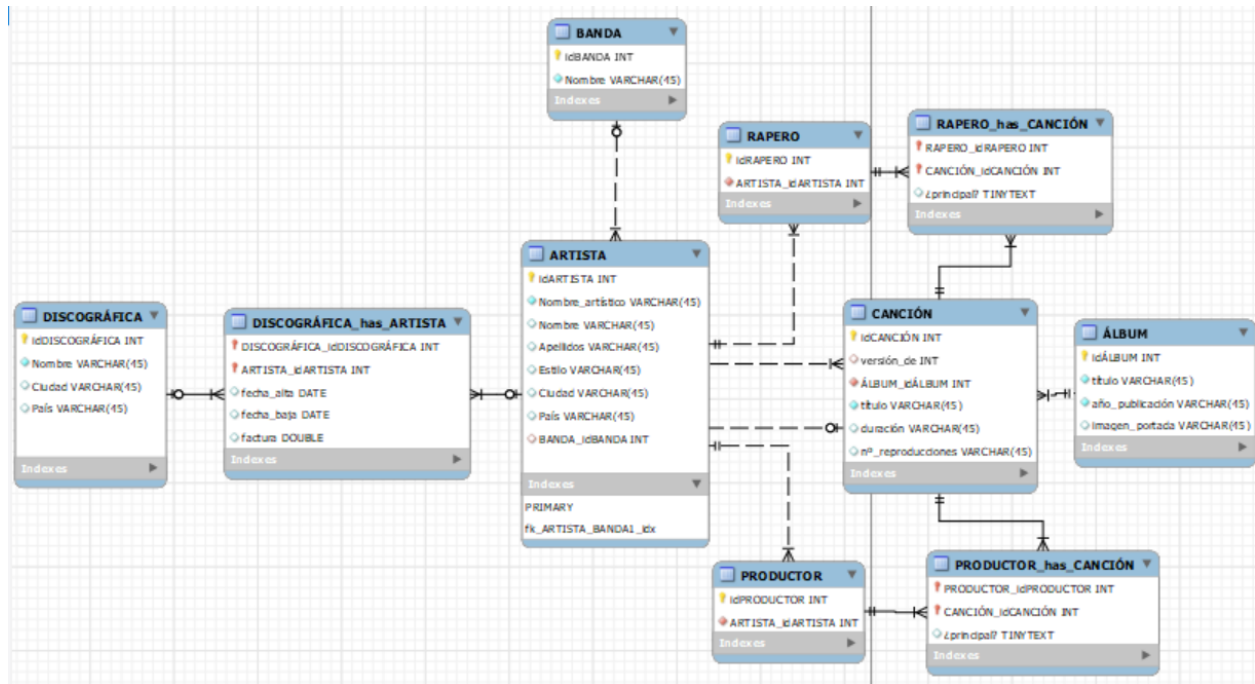 BANDA
idBANDA INT
Nombre VARCHAR(45)
Indexes
RAPERO
idRAPERO INT
ARTISTA_idARTISTA INT
Indexes
RAPERO_has_CANCIÓN
RAPERO_idRAPERO INT
CANCIÓN_idCANCIÓN INT
¿principal? TINYTEXT
Indexes
DISCOGRÁFICA
idDISCOGRÁFICA INT
Nombre VARCHAR(45)
Ciudad VARCHAR(45)
País VARCHAR(45)
Indexes
DISCOGRÁFICA_has_ARTISTA
DISCOGRÁFICA_idDISCOGRÁFICA INT
ARTISTA_idARTISTA INT
fecha_alta DATE
fecha_baja DATE
factura DOUBLE
Indexes
ARTISTA
idARTISTA INT
Nombre_artístico VARCHAR(45)
Nombre VARCHAR(45)
Apellidos VARCHAR(45)
Estilo VARCHAR(45)
Ciudad VARCHAR(45)
País VARCHAR(45)
BANDA_idBANDA INT
Indexes
PRIMARY
fk_ARTISTA_BANDA1_idx
CANCIÓN
idCANCIÓN INT
versión_de INT
ÁLBUM_idÁLBUM INT
título VARCHAR(45)
duración VARCHAR(45)
nº_reproducciones VARCHAR(45)
Indexes
ÁLBUM
idÁLBUM INT
título VARCHAR(45)
año_publicación VARCHAR(45)
imagen_portada VARCHAR(45)
Indexes
PRODUCTOR
idPRODUCTOR INT
ARTISTA_idARTISTA INT
Indexes
PRODUCTOR_has_CANCIÓN
PRODUCTOR_idPRODUCTOR INT
CANCIÓN_idCANCIÓN INT
¿principal? TINYTEXT
Indexes